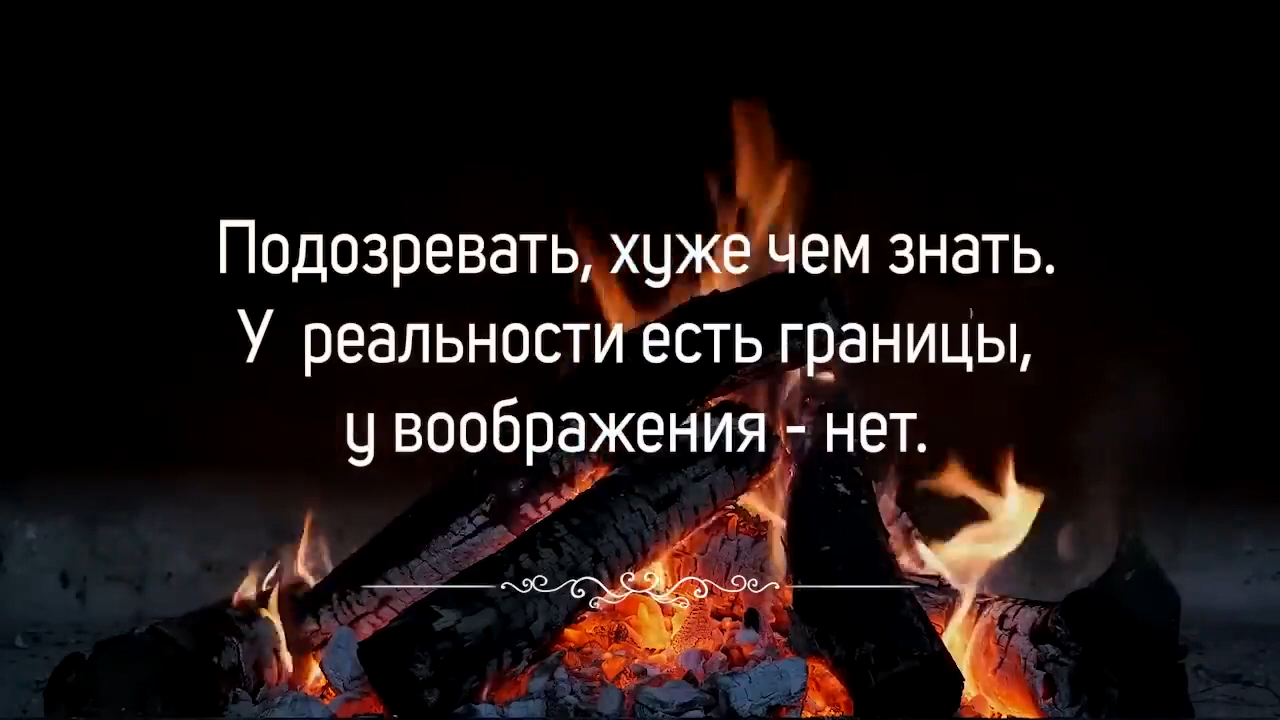 Подозревать, хуже чем знать.
У реальности есть границы,
у воображения - нет.